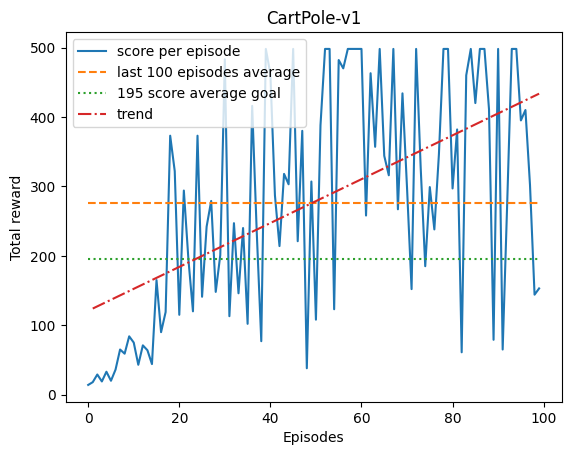 CartPole-v1
score per episode
last 100 episodes average
195 score average goal
trend
Total reward
500
400
300
200
100
0
0 20 40 60 80 100
Episodes